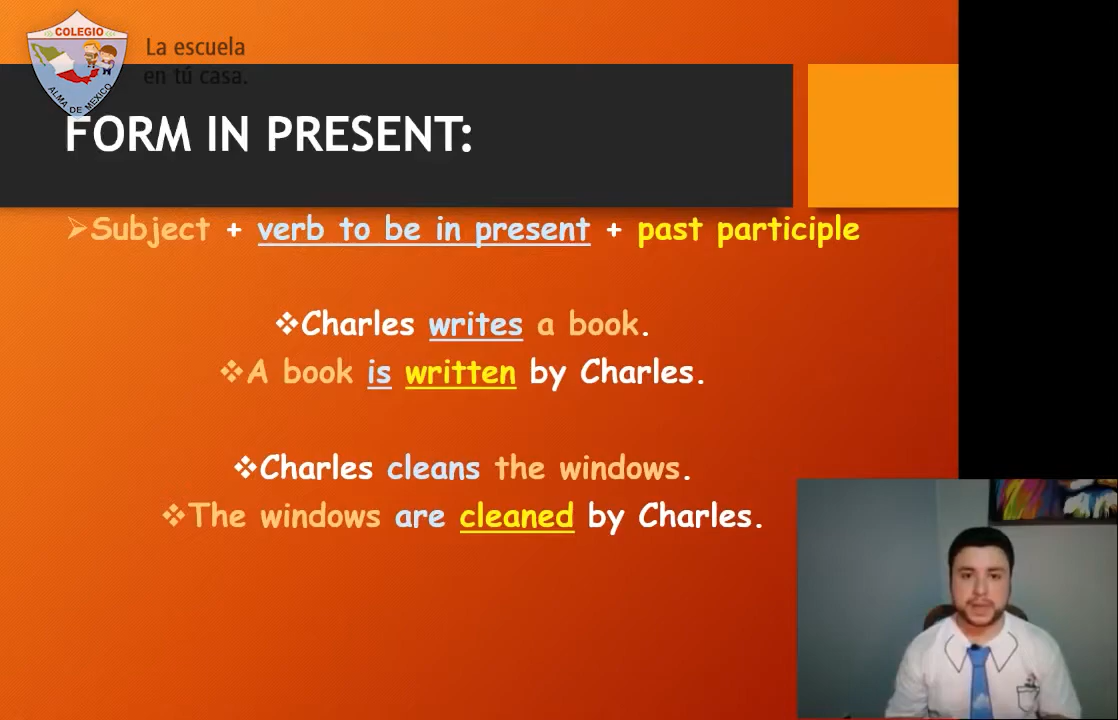 COLEGIO
ALMA DE MEXICO
La escuela
en tú casa.
FORM IN PRESENT:
Subject + verb to be in present + past participle
Charles writes a book.
A book is written by Charles.
Charles cleans the windows.
The windows are cleaned by Charles.